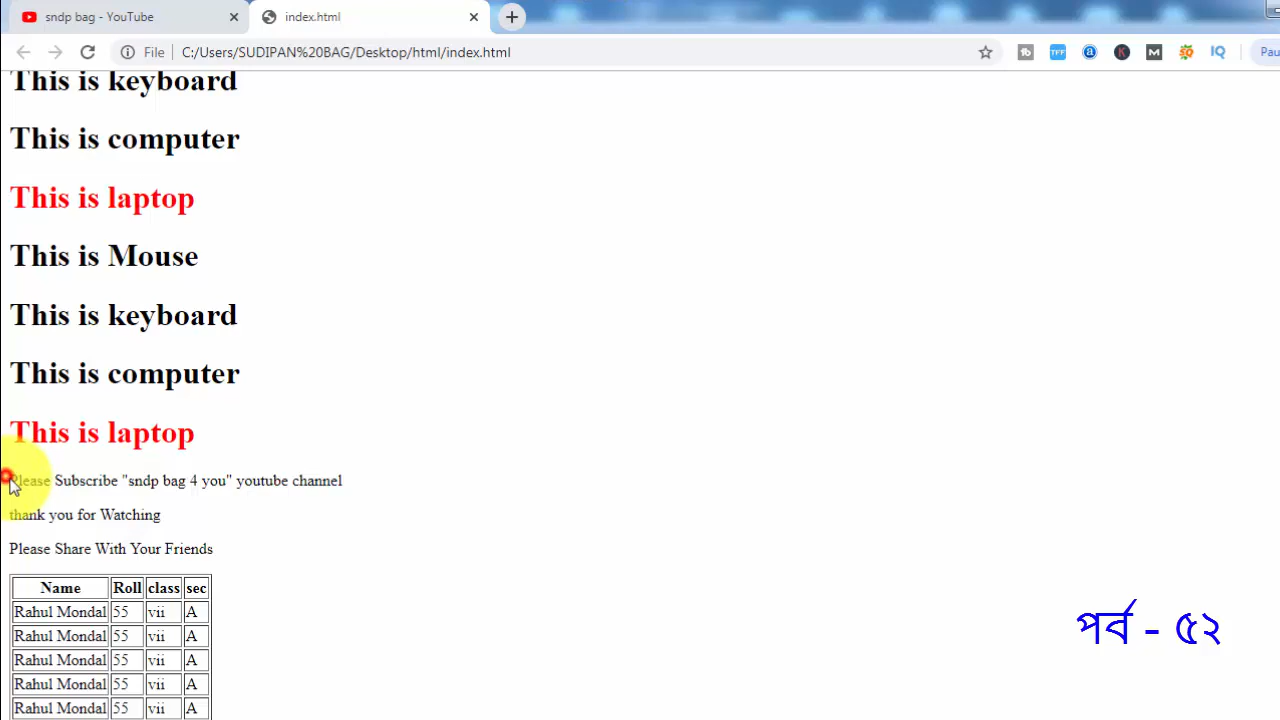 sndp bag - YouTube
index.html
File
C:/Users/SUDIPAN%20BAG/Desktop/html/index.html
tb
TFF
a
K
M
IQ
Pau
This is keyboard
This is computer
This is laptop
This is Mouse
This is keyboard
This is computer
This is laptop
Please Subscribe "sndp bag 4 you" youtube channel
thank you for Watching
Please Share With Your Friends
Name Roll class sec
Rahul Mondal 55 vii A
Rahul Mondal 55 vii A
Rahul Mondal 55 vii A
Rahul Mondal 55 vii A
Rahul Mondal 55 vii A
পর্ব - ৫২